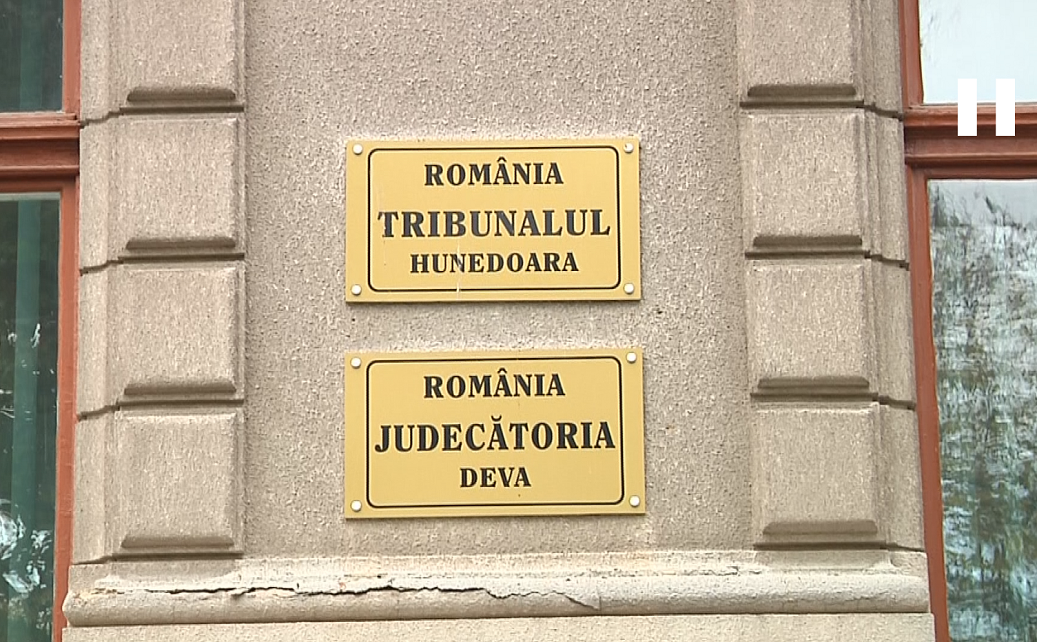 ROMÂNIA
TRIBUNALUL
HUNEDOARA
ROMÂNIA
JUDECĂTORIA
DEVA